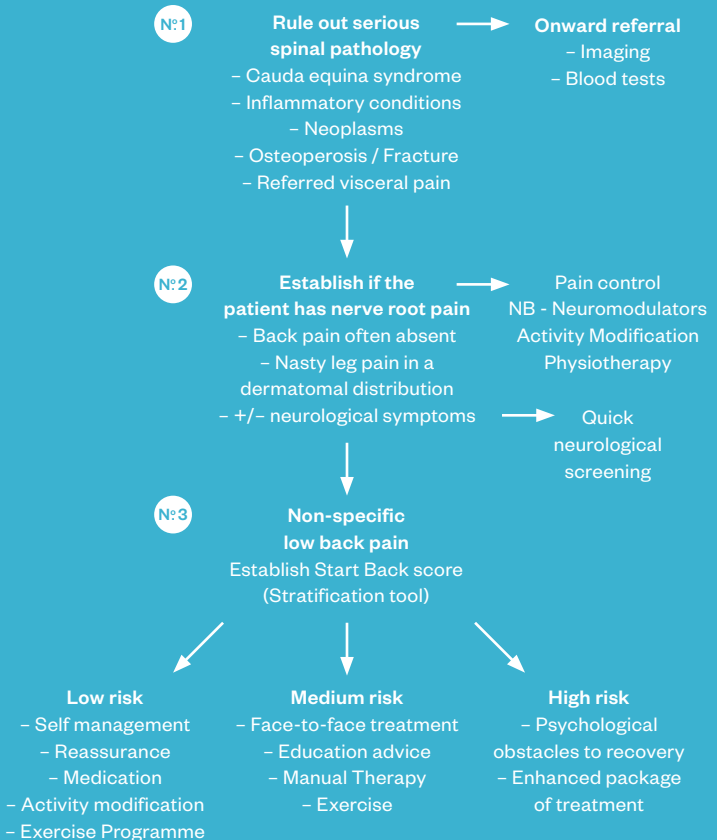 Nº1
Rule out serious
spinal pathology
– Cauda equina syndrome
– Inflammatory conditions
– Neoplasms
– Osteoperosis / Fracture
– Referred visceral pain
Onward referral
– Imaging
– Blood tests
Nº2
Establish if the
patient has nerve root pain
– Back pain often absent
– Nasty leg pain in a
dermatomal distribution
– +/– neurological symptoms
Pain control
NB - Neuromodulators
Activity Modification
Physiotherapy
Quick
neurological
screening
Nº3
Non-specific
low back pain
Establish Start Back score
(Stratification tool)
Low risk
– Self management
– Reassurance
– Medication
– Activity modification
– Exercise Programme
Medium risk
– Face-to-face treatment
– Education advice
– Manual Therapy
– Exercise
High risk
– Psychological
obstacles to recovery
– Enhanced package
of treatment